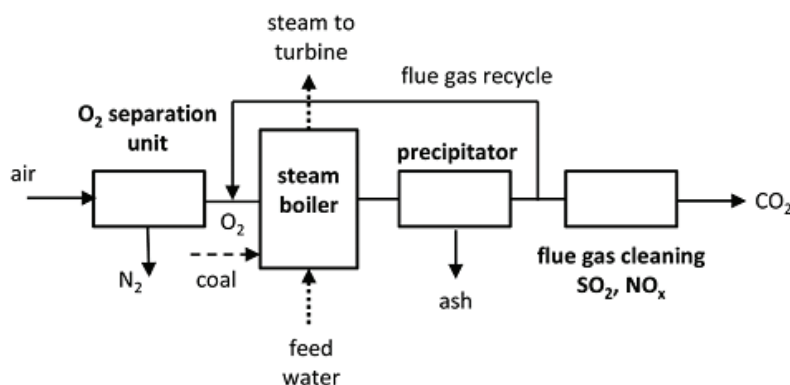 steam to
turbine
flue gas recycle
O₂ separation
unit
precipitator
air
steam
boiler
O₂
CO₂
N₂
coal
ash
flue gas cleaning
SO₂, NOₓ
feed
water